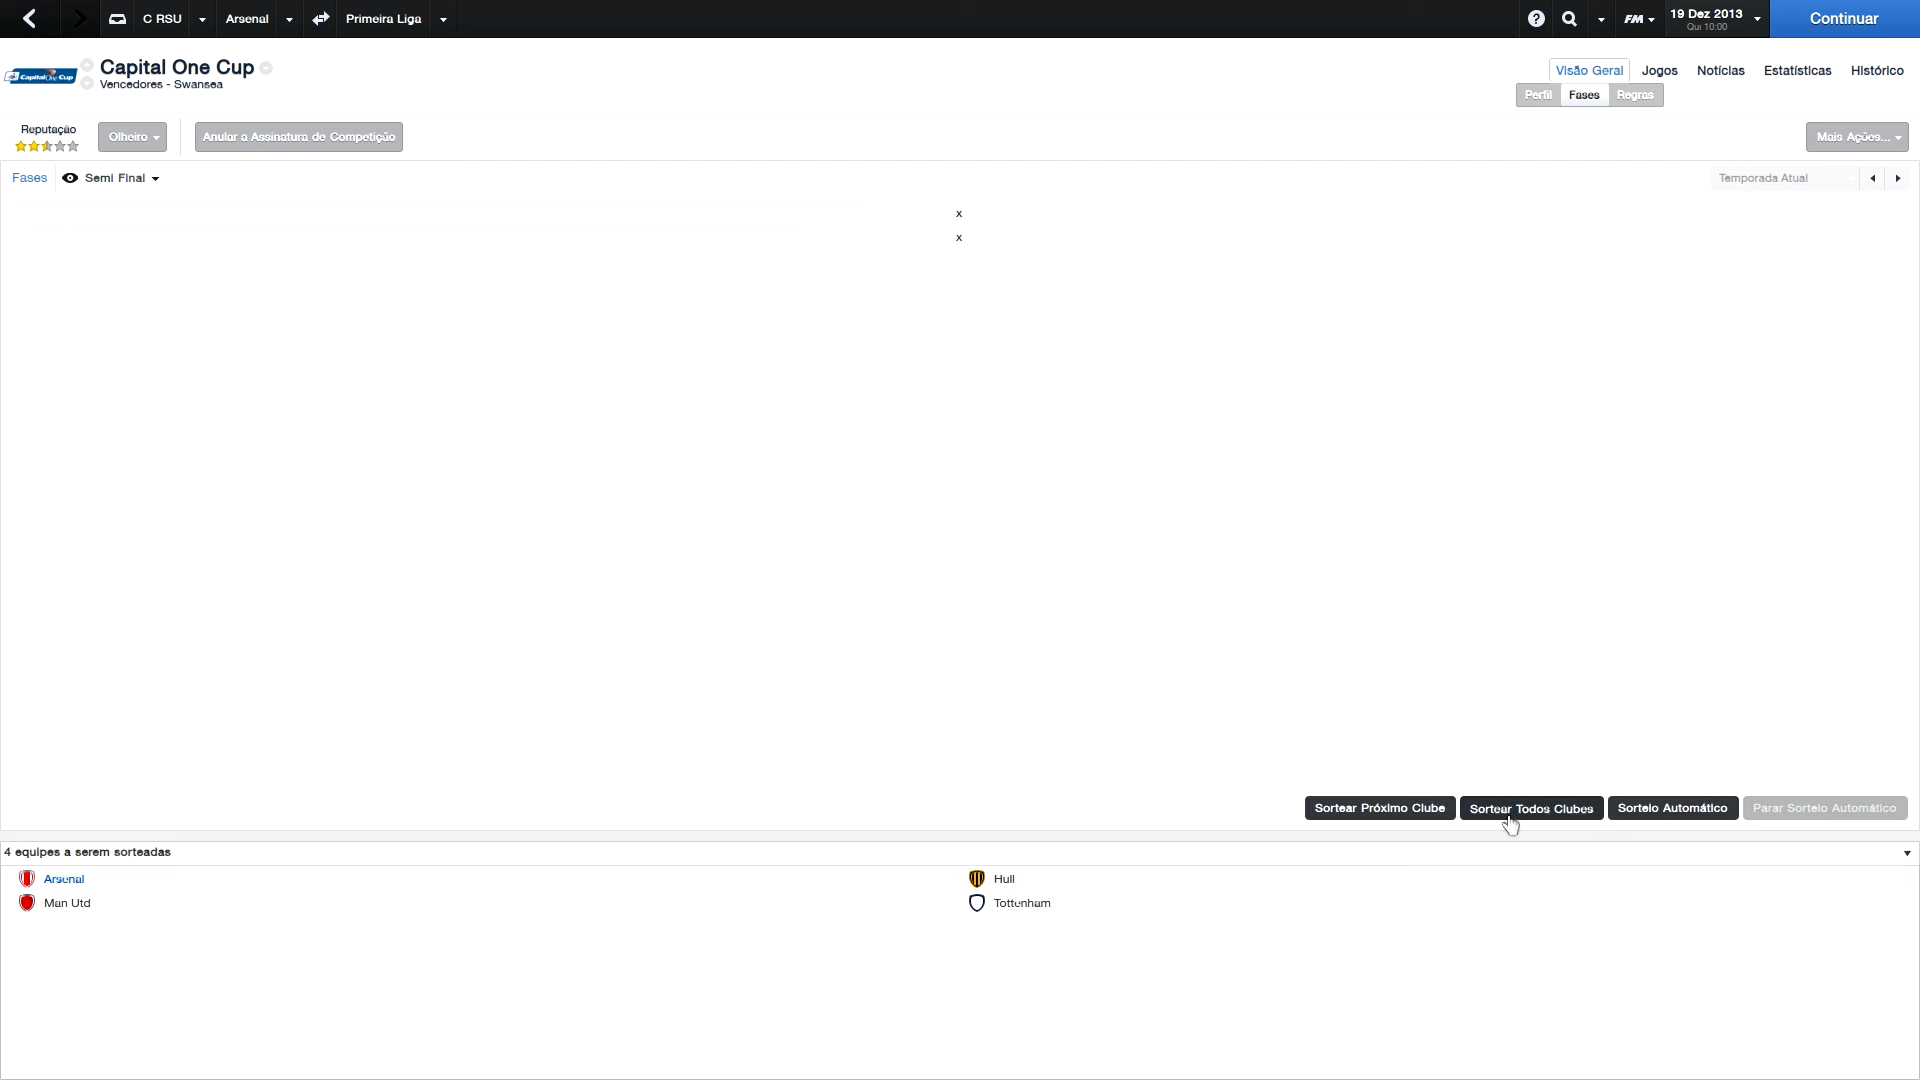 C RSU Arsenal Primeira Liga FM 19 Dez 2013 Continuar
Qui 10:00
CapitalOne Cup Capital One Cup
Vencedores - Swansea
Visão Geral Jogos Notícias Estatísticas Histórico
Perfil Fases Regras
Reputação
Olheiro Anular a Assinatura de Competição Mais Ações...
Fases Semi Final Temporada Atual
x
x
Sortear Próximo Clube Sortear Todos Clubes Sorteio Automático Parar Sorteio Automático
4 equipes a serem sorteadas
Arsenal Hull
Man Utd Tottenham